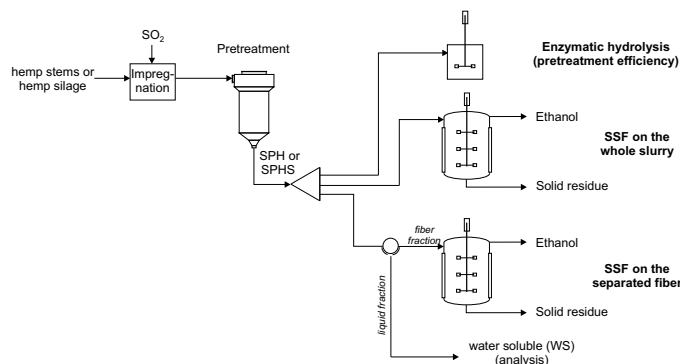 SO2
Pretreatment
hemp stems or
hemp silage
Impreg-
nation
SPH or
SPHS
Enzymatic hydrolysis
(pretreatment efficiency)
Ethanol
SSF on the
whole slurry
Solid residue
fiber
fraction
liquid fraction
Ethanol
SSF on the
separated fiber
Solid residue
water soluble (WS)
(analysis)